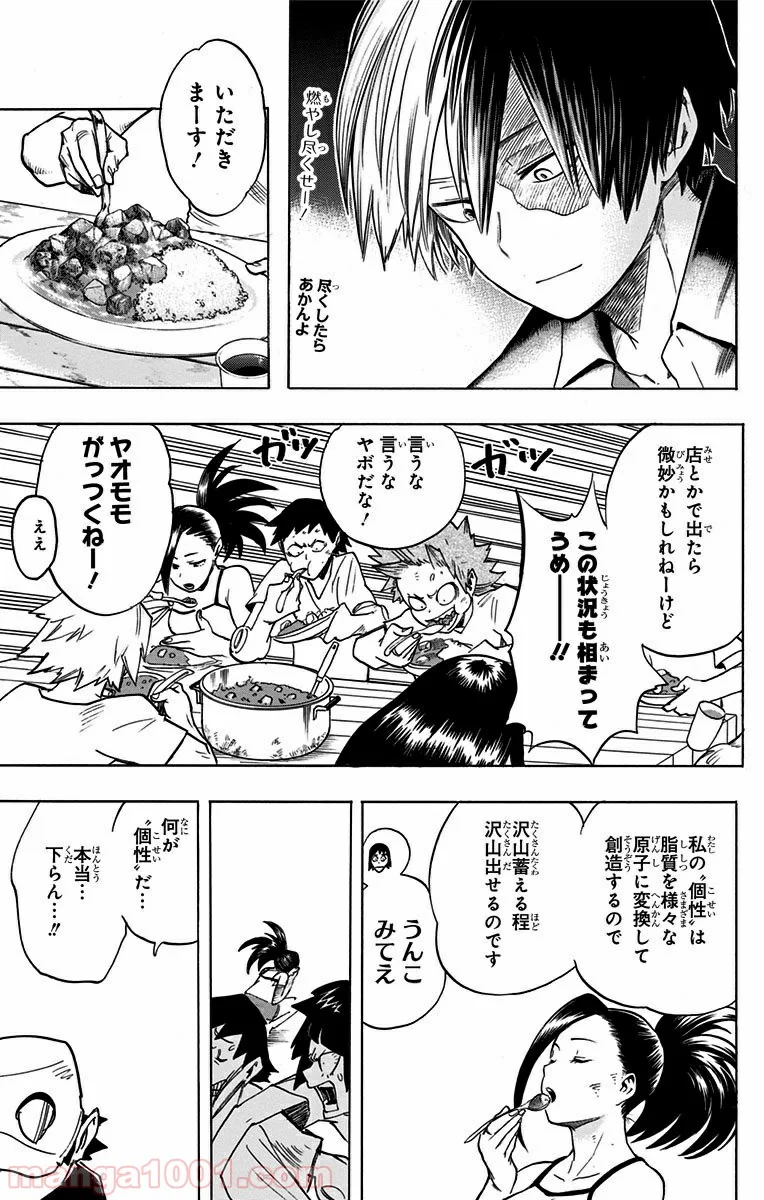 燃やし尽くせー！
尽くしたら
あかんよ
いただき
まーす！
店とかで出たら
微妙かもしれねーけど
この状況も相まって
うめーーー!!
言うな
言うな
ヤボだな！
ガッ
ガッ
ヤオモモ
がっつくねー！
ええ
私の〝個性〟は
脂質を様々な
原子に変換して
創造するので
沢山蓄える程
沢山出せるのです
うんこ
みてえ
何が
〝個性〟だ…
本当…
下らん…!!
manga1001.com